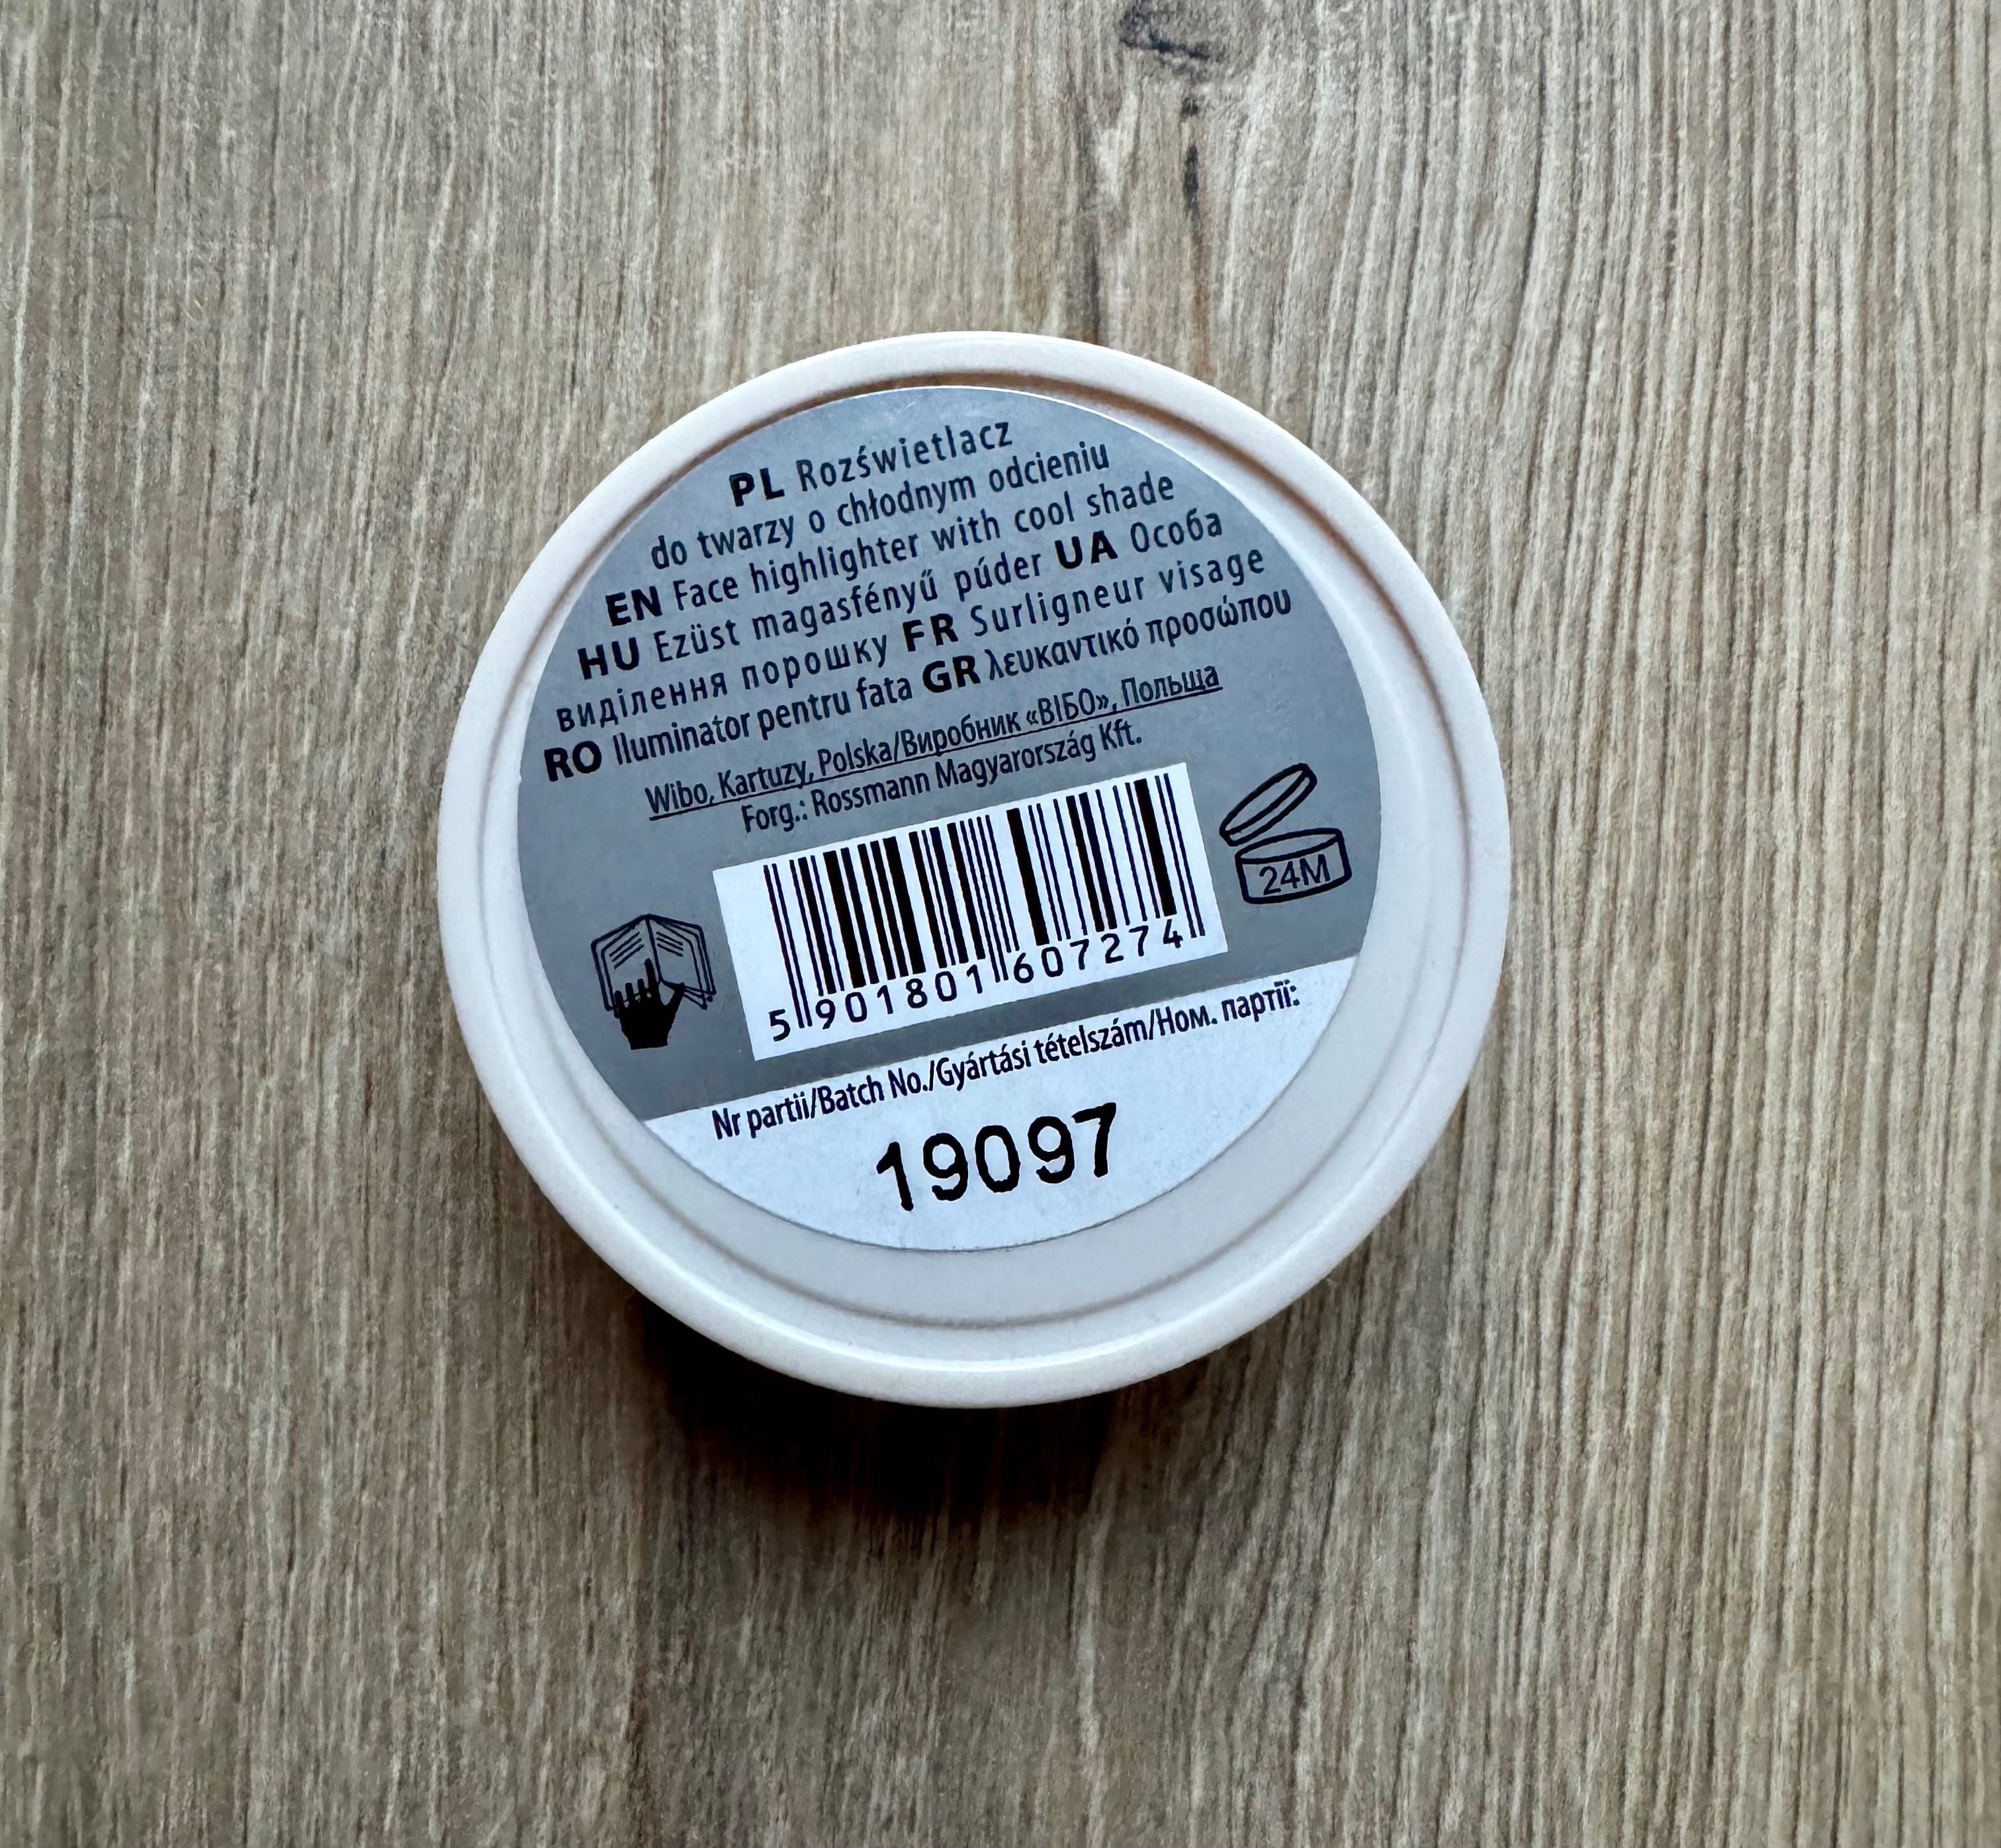 PL Rozświetlacz
do twarzy o chłodnym odcieniu
EN Face highlighter with cool shade
HU Ezüst magasfényű púder UA Особа
виділення порошку FR Surligneur visage
RO Iluminator pentru fata GR λευκαντικό προσώπου
Wibo, Kartuzy, Polska/Виробник «ВІБО», Польща
Forg.: Rossmann Magyarország Kft.
24M
5 901801 607274
Nr partii/Batch No./Gyártási tételszám/Ном. партії:
19097